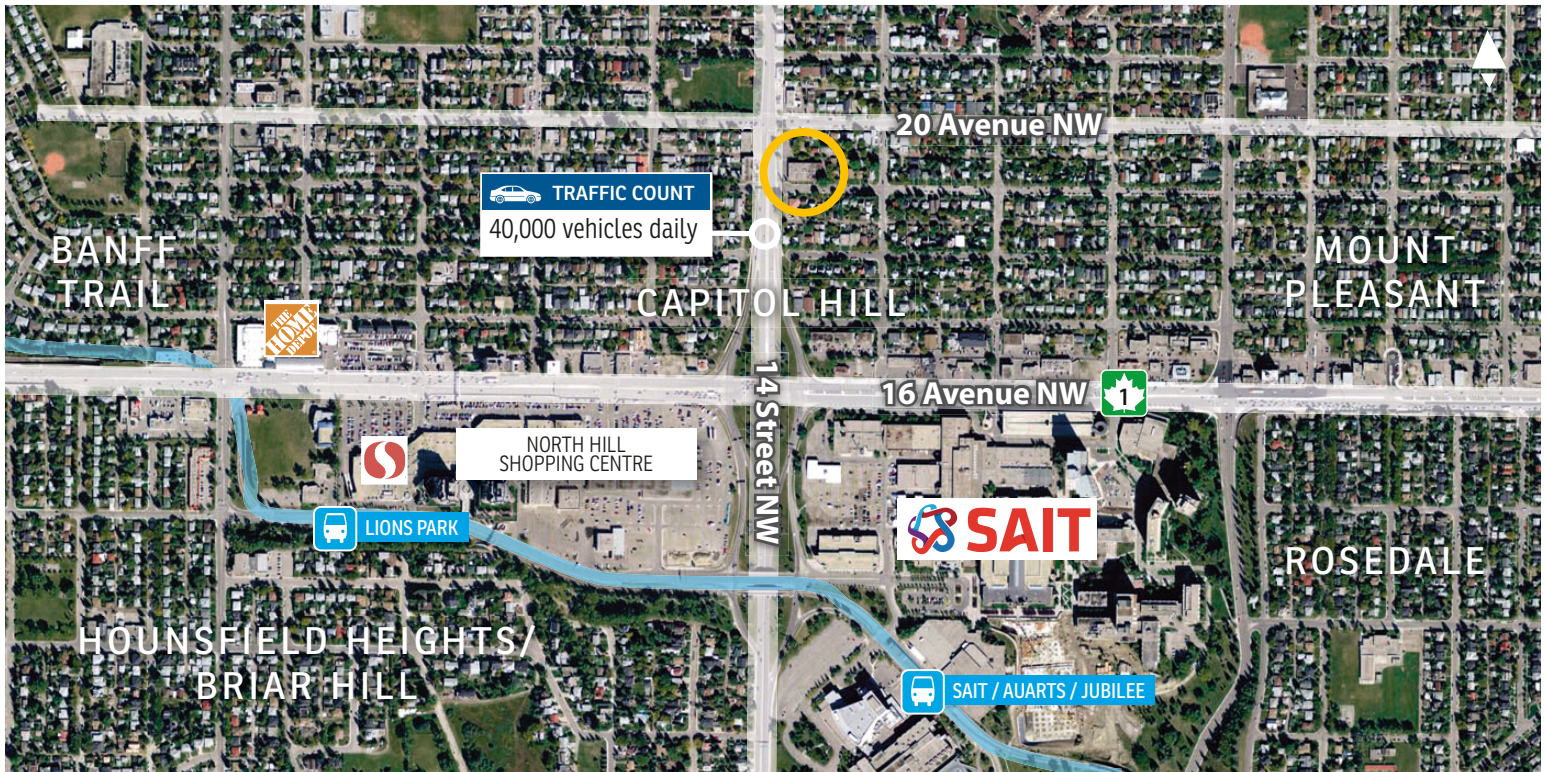 20 Avenue NW
TRAFFIC COUNT
40,000 vehicles daily
BANFF
TRAIL
MOUNT
PLEASANT
CAPITOL HILL
THE
HOME
DEPOT
14 Street NW
16 Avenue NW
1
NORTH HILL
SHOPPING CENTRE
LIONS PARK
SAIT
ROSEDALE
HOUNSFIELD HEIGHTS/
BRIAR HILL
SAIT / AUARTS / JUBILEE